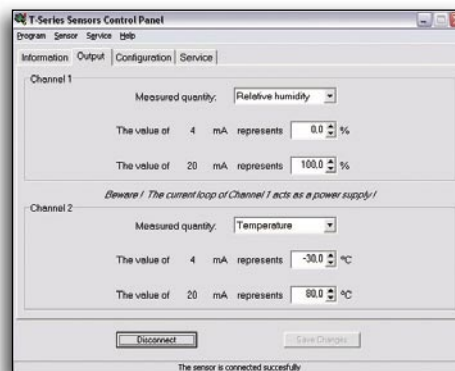 T-Series Sensors Control Panel
Program Sensor Service Help
Information Output Configuration Service
Channel 1
Measured quantity: Relative humidity
The value of 4 mA represents 0.0 %
The value of 20 mA represents 100.0 %
Beware ! The current loop of Channel 1 acts as a power supply !
Channel 2
Measured quantity: Temperature
The value of 4 mA represents -30.0 °C
The value of 20 mA represents 80.0 °C
Disconnect Save Changes
The sensor is connected succesfully